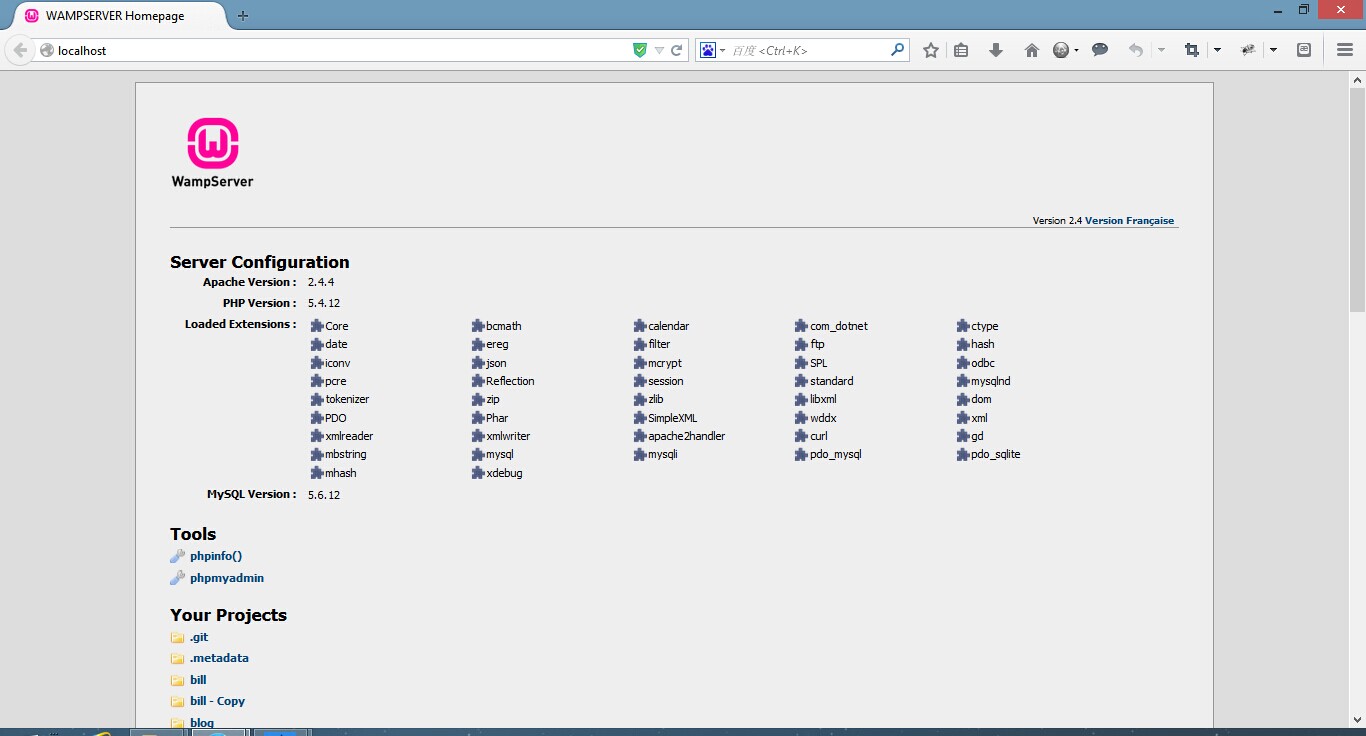 WAMPSERVER Homepage
localhost
百度 <Ctrl+K>
WampServer
Version 2.4 Version Française
Server Configuration
Apache Version : 2.4.4
PHP Version : 5.4.12
Loaded Extensions : Core bcmath calendar com_dotnet ctype
date ereg filter ftp hash
iconv json mcrypt SPL odbc
pcre Reflection session standard mysqlnd
tokenizer zip zlib libxml dom
PDO Phar SimpleXML wddx xml
xmlreader xmlwriter apache2handler curl gd
mbstring mysql mysqli pdo_mysql pdo_sqlite
mhash xdebug
MySQL Version : 5.6.12
Tools
phpinfo()
phpmyadmin
Your Projects
.git
.metadata
bill
bill - Copy
blog